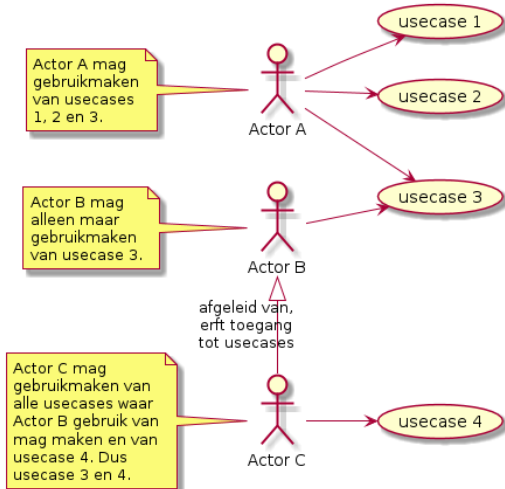 usecase 1
Actor A mag
gebruikmaken
van usecases
1, 2 en 3.
usecase 2
Actor A
Actor B mag
alleen maar
gebruikmaken
van usecase 3.
usecase 3
Actor B
afgeleid van,
erft toegang
tot usecases
Actor C mag
gebruikmaken van
alle usecases waar
Actor B gebruik van
mag maken en van
usecase 4. Dus
usecase 3 en 4.
usecase 4
Actor C